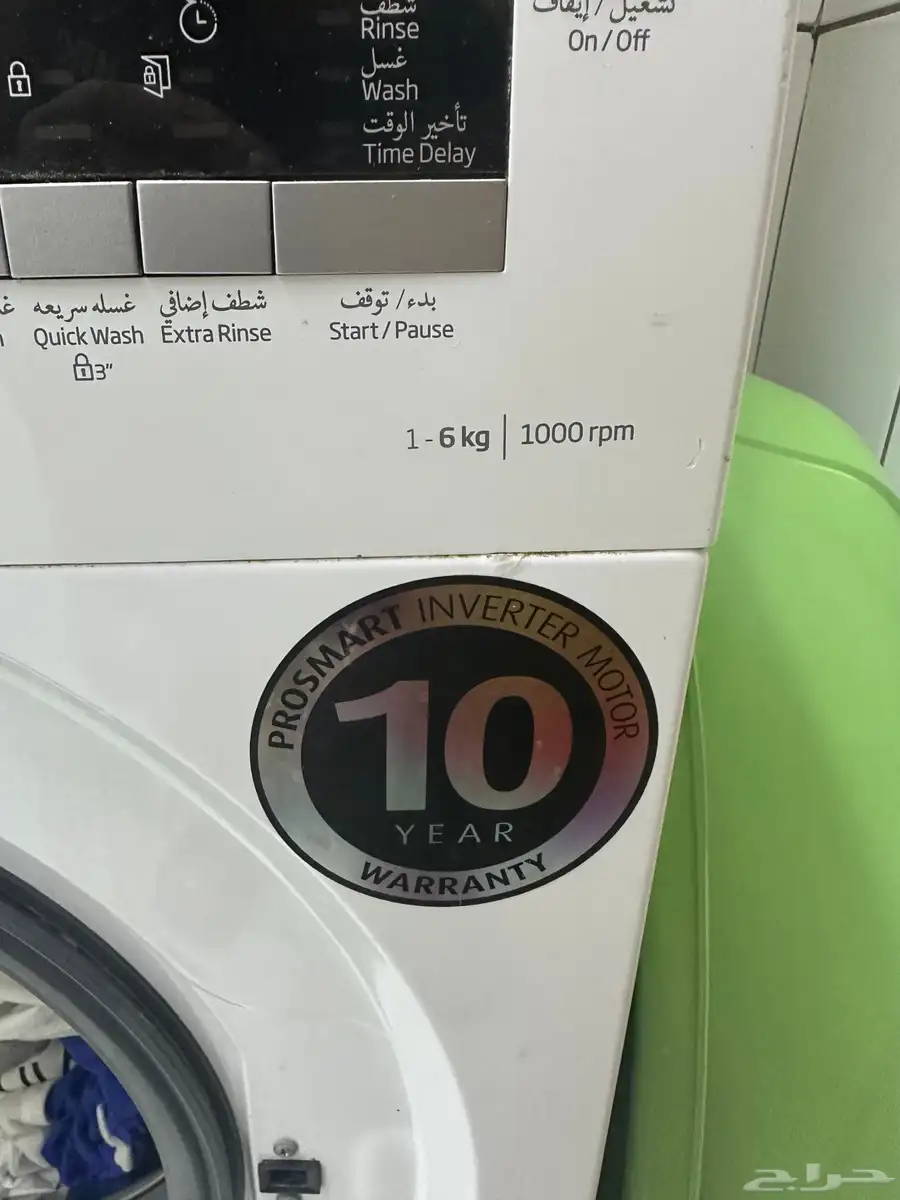 شطف
Rinse
غسل
Wash
تأخير الوقت
Time Delay
تشغيل / إيقاف
On / Off
غسله سريعه
Quick Wash
3"
شطف إضافي
Extra Rinse
بدء/ توقف
Start / Pause
1 - 6 kg | 1000 rpm
PROSMART INVERTER MOTOR
10
YEAR
WARRANTY
حراج